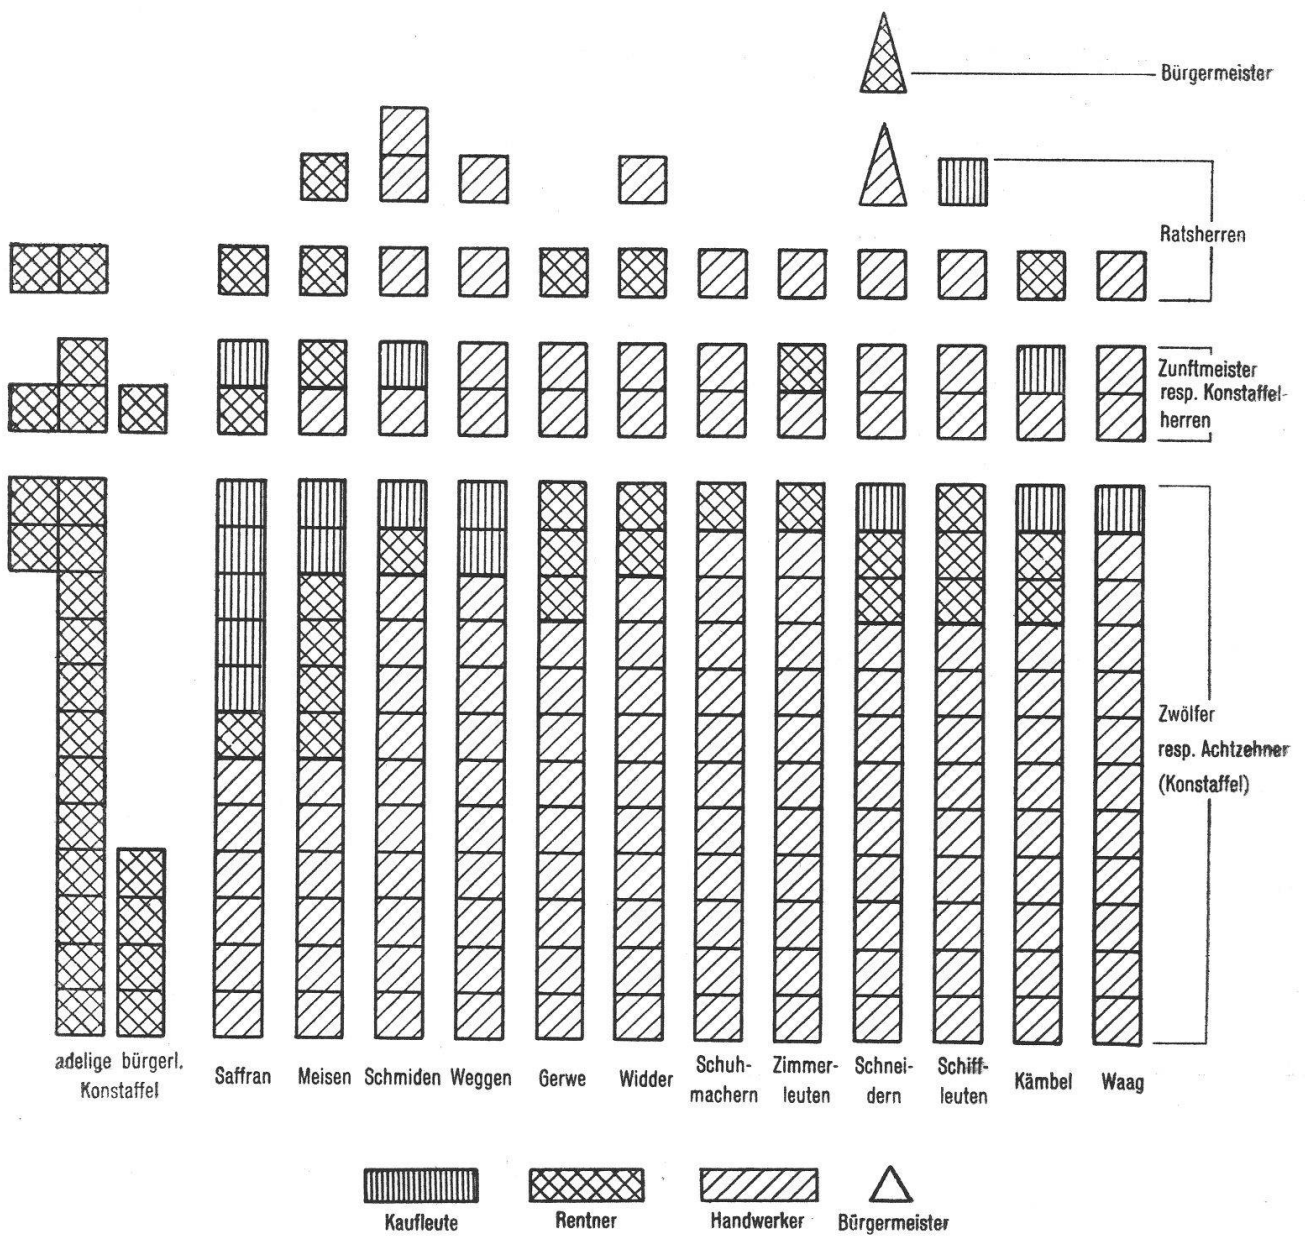 Bürgermeister
Ratsherren
Zunftmeister
resp. Konstaffel-
herren
Zwölfer
resp. Achtzehner
(Konstaffel)
adelige bürgerl.
Konstaffel
Saffran
Meisen
Schmiden
Weggen
Gerwe
Widder
Schuh-
machern
Zimmer-
leuten
Schnei-
dern
Schiff-
leuten
Kämbel
Waag
Kaufleute
Rentner
Handwerker
Bürgermeister